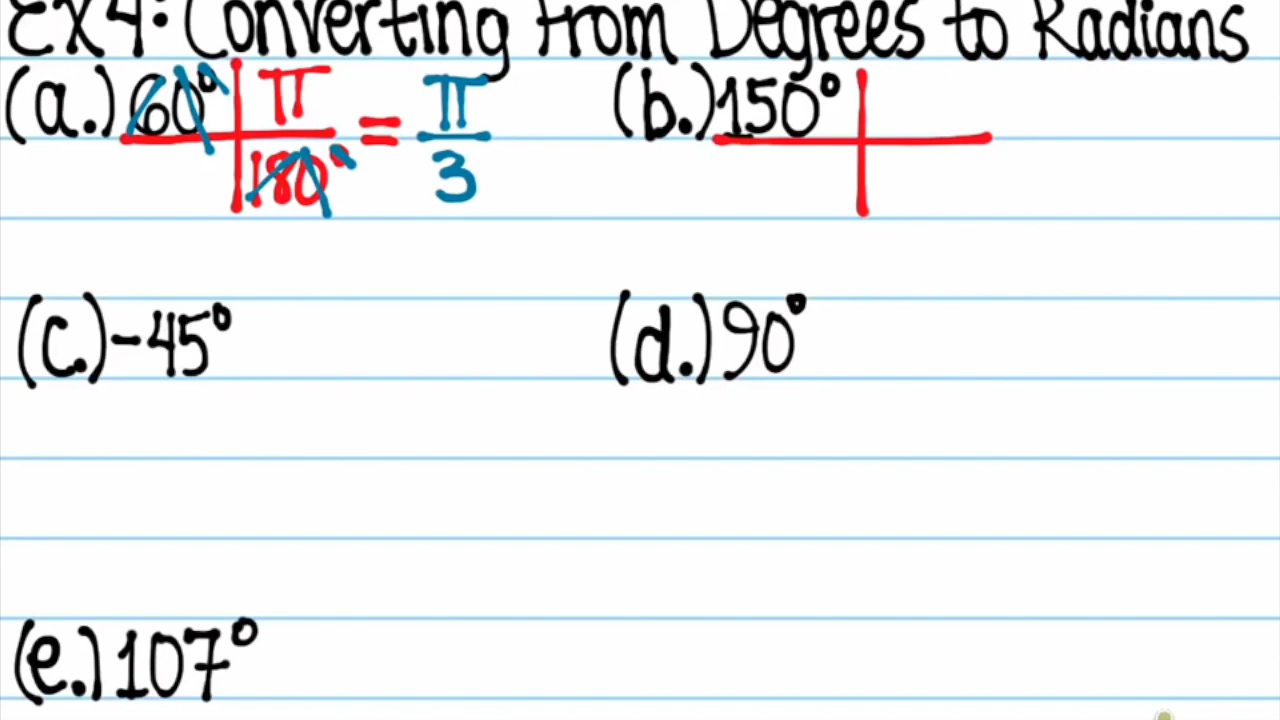 Ex4: Converting from Degrees to Radians
(a.) 60° π / 180° = π / 3
(b.) 150°
(c.) -45°
(d.) 90°
(e.) 107°